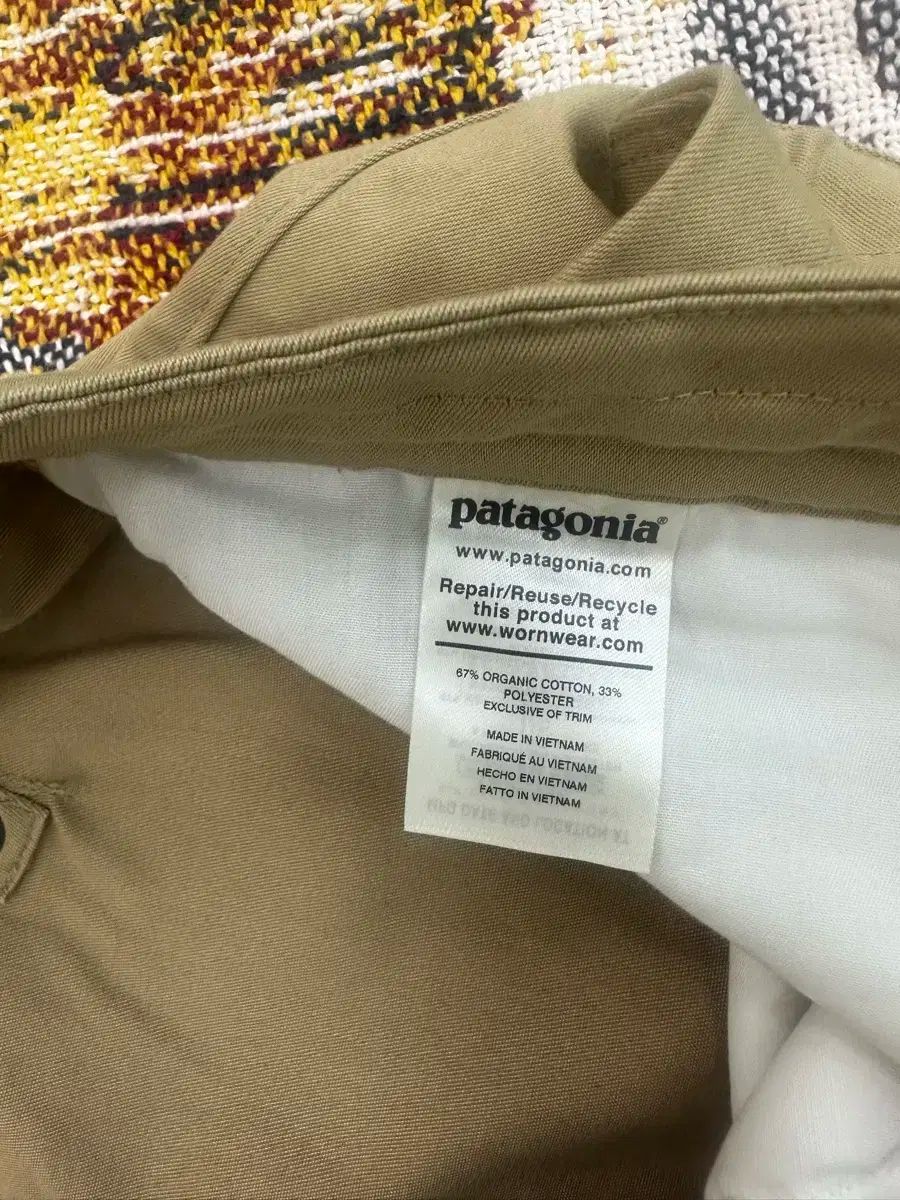 patagonia®
www.patagonia.com
Repair/Reuse/Recycle
this product at
www.wornwear.com
67% ORGANIC COTTON, 33%
POLYESTER
EXCLUSIVE OF TRIM
MADE IN VIETNAM
FABRIQUÉ AU VIETNAM
HECHO EN VIETNAM
FATTO IN VIETNAM